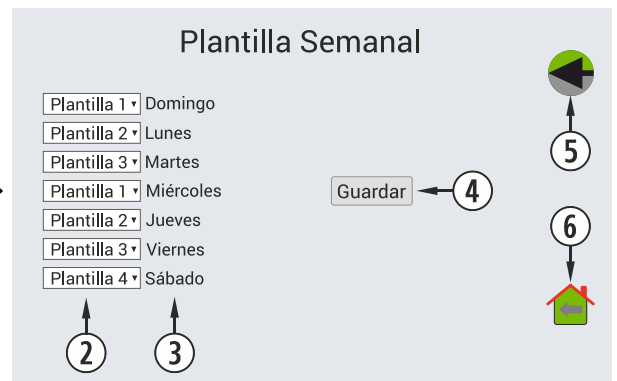 Plantilla Semanal
Plantilla 1 Domingo
Plantilla 2 Lunes
Plantilla 3 Martes
Plantilla 1 Miércoles
Plantilla 2 Jueves
Plantilla 3 Viernes
Plantilla 4 Sábado
Guardar
4
5
6
2
3